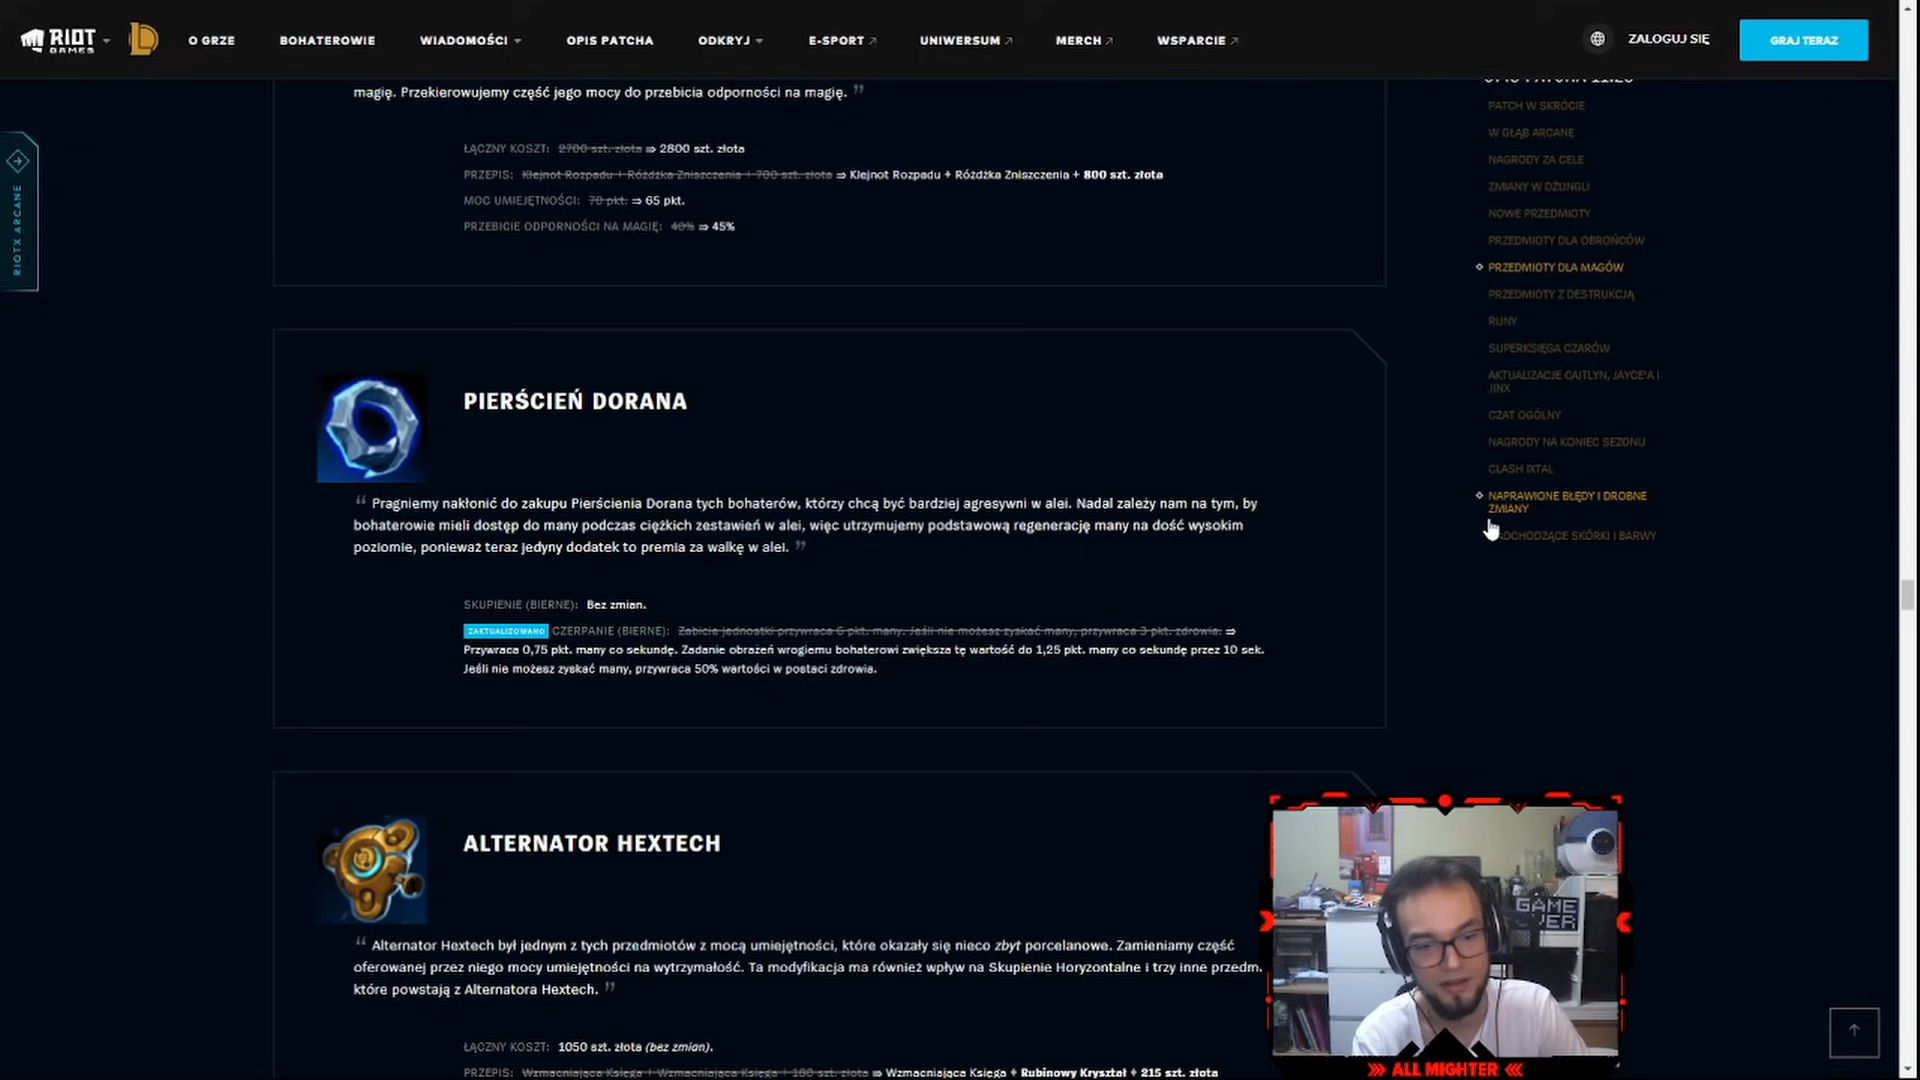 RIOT GAMES
O GRZE
BOHATEROWIE
WIADOMOŚCI
OPIS PATCHA
ODKRYJ
E-SPORT
UNIWERSUM
MERCH
WSPARCIE
ZALOGUJ SIĘ
GRAJ TERAZ
RIOTX ARCANE
magię. Przekierowujemy część jego mocy do przebicia odporności na magię. ”
ŁĄCZNY KOSZT: 2700 szt. złota ⇒ 2800 szt. złota
PRZEPIS: Klejnot Rozpadu + Różdżka Zniszczenia + 700 szt. złota ⇒ Klejnot Rozpadu + Różdżka Zniszczenia + 800 szt. złota
MOC UMIEJĘTNOŚCI: 70 pkt. ⇒ 65 pkt.
PRZEBICIE ODPORNOŚCI NA MAGIĘ: 40% ⇒ 45%
PIERŚCIEŃ DORANA
“ Pragniemy nakłonić do zakupu Pierścienia Dorana tych bohaterów, którzy chcą być bardziej agresywni w alei. Nadal zależy nam na tym, by
bohaterowie mieli dostęp do many podczas ciężkich zestawień w alei, więc utrzymujemy podstawową regenerację many na dość wysokim
poziomie, ponieważ teraz jedyny dodatek to premia za walkę w alei. ”
SKUPIENIE (BIERNE): Bez zmian.
ZAKTUALIZOWANO CZERPANIE (BIERNE): Zabicie jednostki przywraca 6 pkt. many. Jeśli nie możesz zyskać many, przywraca 3 pkt. zdrowia. ⇒
Przywraca 0,75 pkt. many co sekundę. Zadanie obrażeń wrogiemu bohaterowi zwiększa tę wartość do 1,25 pkt. many co sekundę przez 10 sek.
Jeśli nie możesz zyskać many, przywraca 50% wartości w postaci zdrowia.
ALTERNATOR HEXTECH
“ Alternator Hextech był jednym z tych przedmiotów z mocą umiejętności, które okazały się nieco zbyt porcelanowe. Zamieniamy część
oferowanej przez niego mocy umiejętności na wytrzymałość. Ta modyfikacja ma również wpływ na Skupienie Horyzontalne i trzy inne przedm.
które powstają z Alternatora Hextech. ”
ŁĄCZNY KOSZT: 1050 szt. złota (bez zmian).
PRZEPIS: Wzmacniająca Księga + Wzmacniająca Księga + 180 szt. złota ⇒ Wzmacniająca Księga + Rubinowy Kryształ + 215 szt. złota
PATCH W SKRÓCIE
W GŁĄB ARCANE
NAGRODY ZA CELE
ZMIANY W DŻUNGLI
NOWE PRZEDMIOTY
PRZEDMIOTY DLA OBROŃCÓW
PRZEDMIOTY DLA MAGÓW
PRZEDMIOTY Z DESTRUKCJĄ
RUNY
SUPERKSIĘGA CZARÓW
AKTUALIZACJE CAITLYN, JAYCE'A I
JINX
CZAT OGÓLNY
NAGRODY NA KONIEC SEZONU
CLASH IXTAL
NAPRAWIONE BŁĘDY I DROBNE
ZMIANY
SKÓRKI I BARWY
GAME
ALL MIGHTER